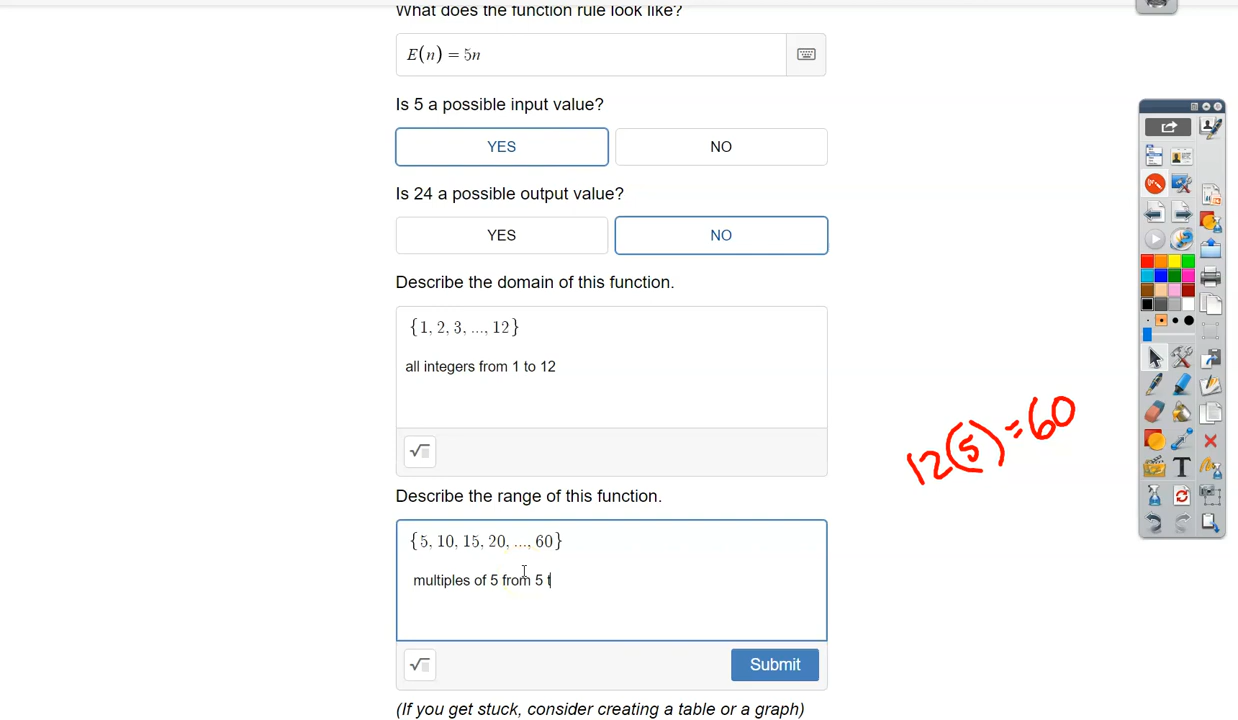 What does the function rule look like?
E(n) = 5n
Is 5 a possible input value?
YES
NO
Is 24 a possible output value?
YES
NO
Describe the domain of this function.
{1, 2, 3, ..., 12}
all integers from 1 to 12
12(5)=60
Describe the range of this function.
{5, 10, 15, 20, ..., 60}
multiples of 5 from 5 t
Submit
(If you get stuck, consider creating a table or a graph)